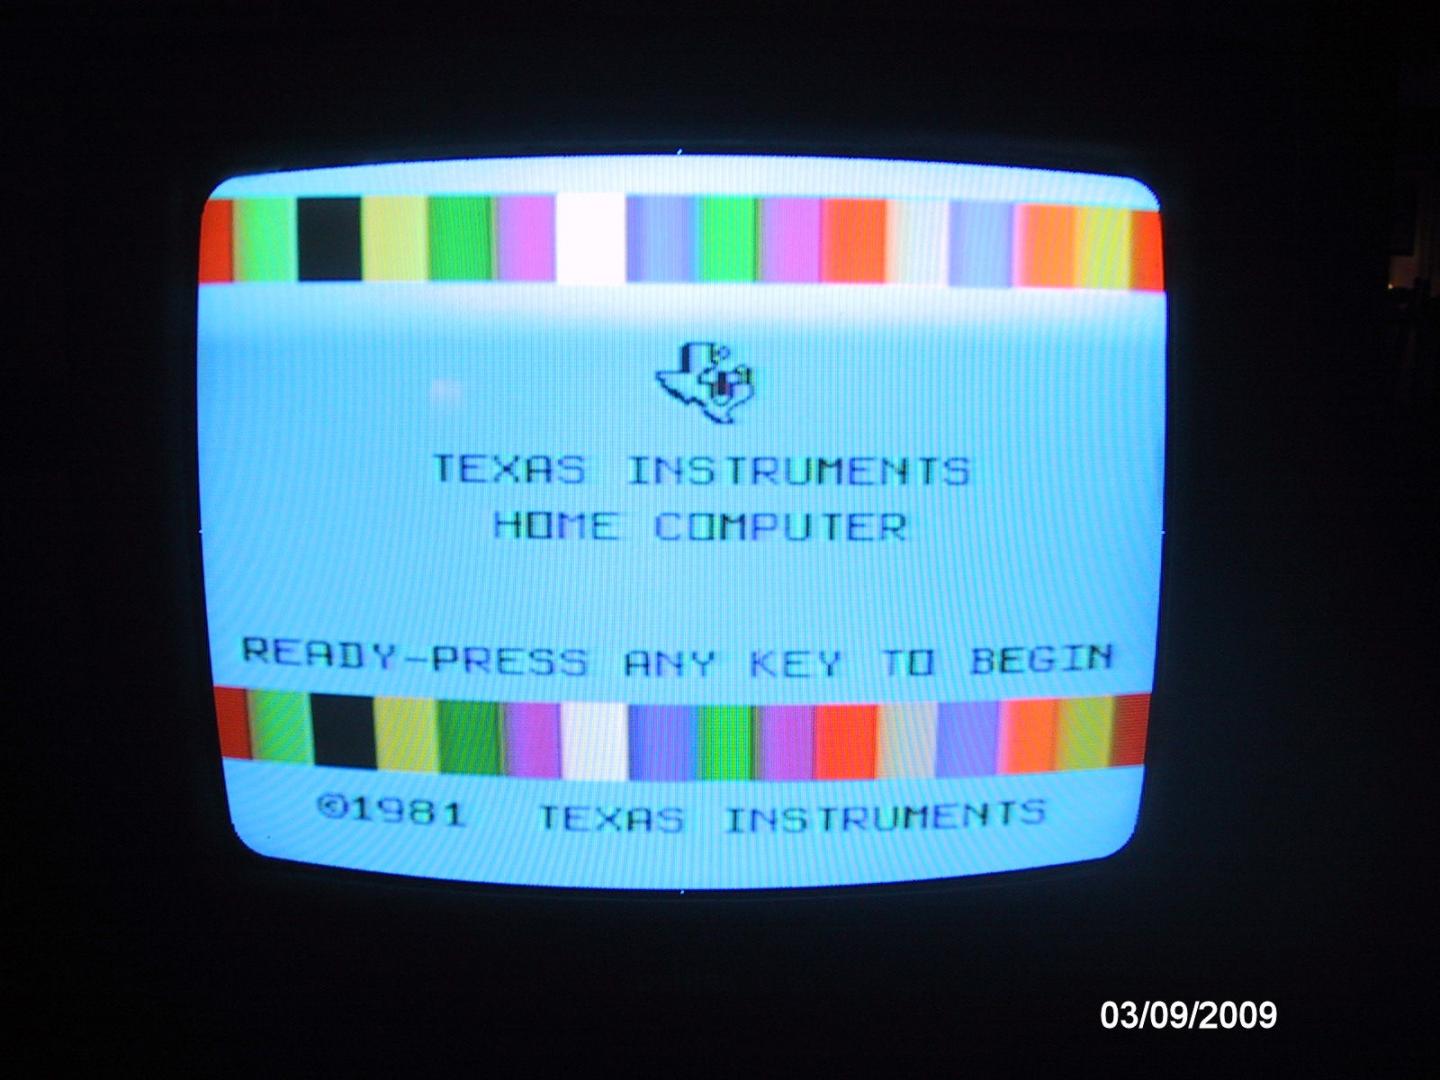 TEXAS INSTRUMENTS
HOME COMPUTER
READY-PRESS ANY KEY TO BEGIN
©1981 TEXAS INSTRUMENTS
03/09/2009